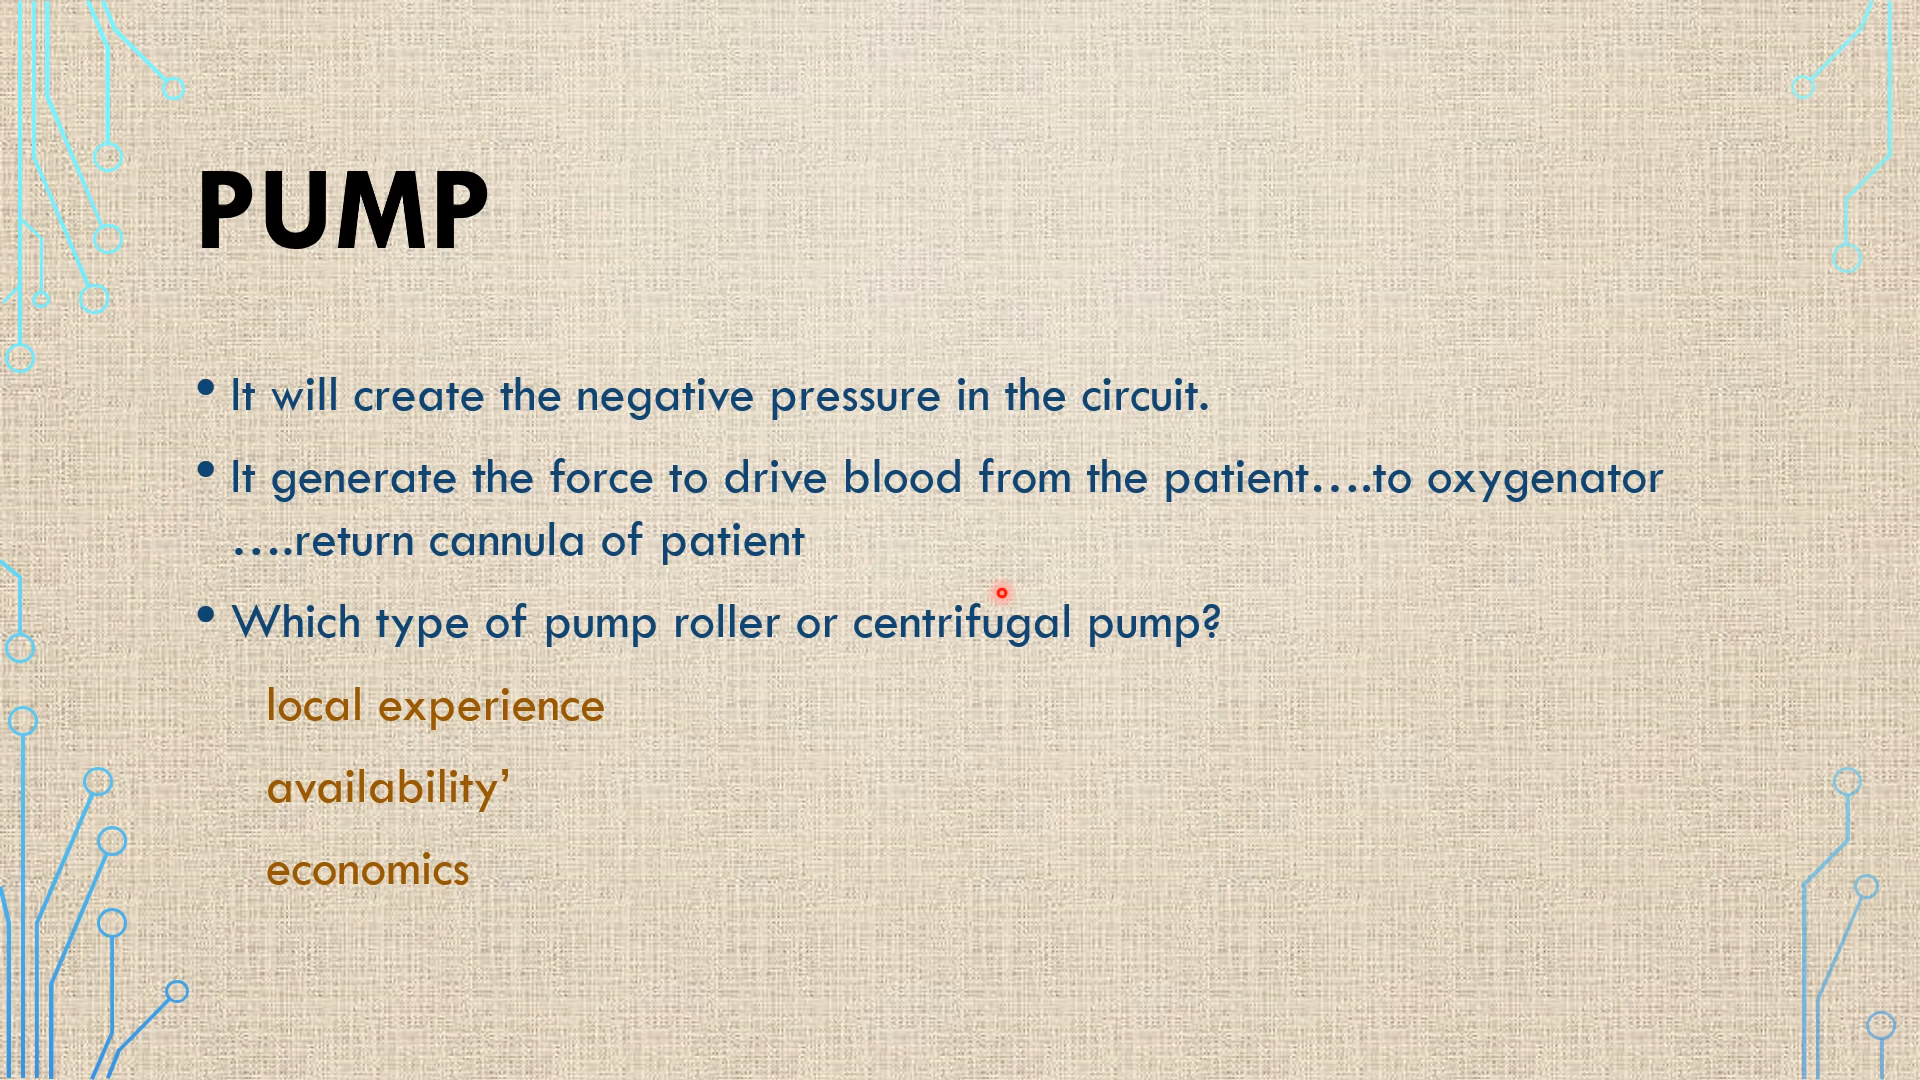 PUMP
• It will create the negative pressure in the circuit.
• It generate the force to drive blood from the patient….to oxygenator
….return cannula of patient
• Which type of pump roller or centrifugal pump?
local experience
availability’
economics